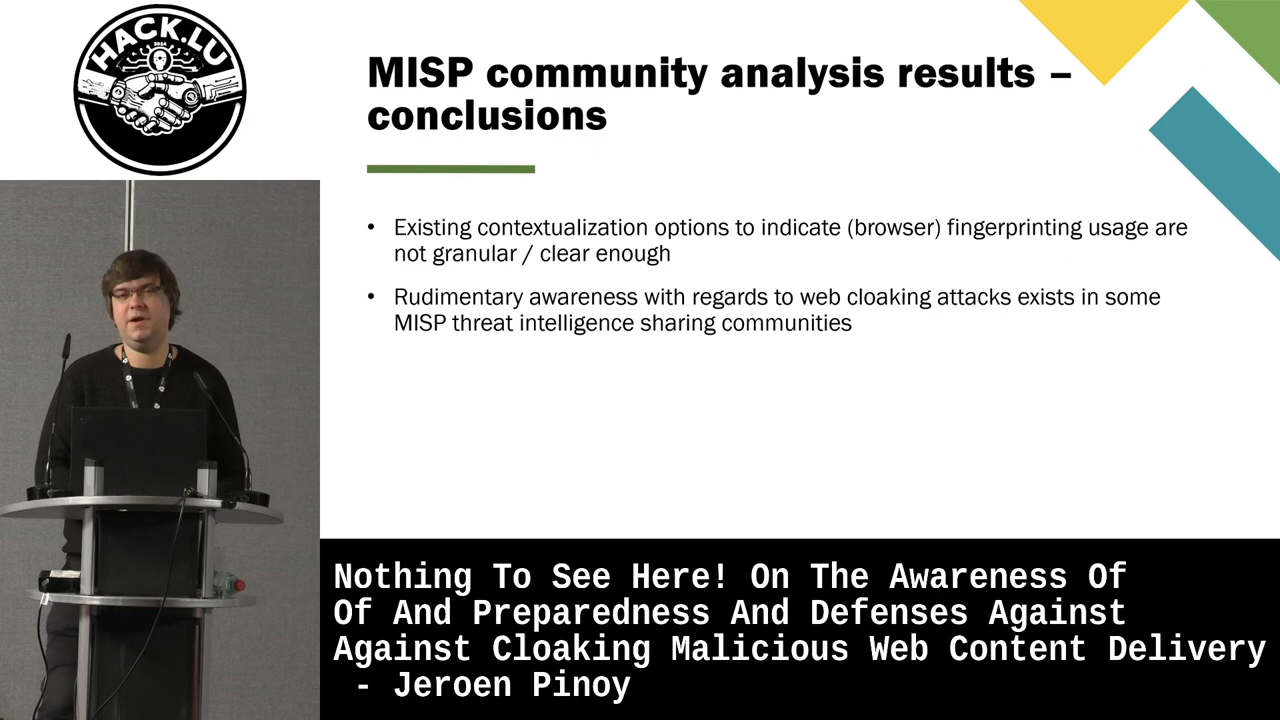 HACK.LU
2024
MISP community analysis results –
conclusions
• Existing contextualization options to indicate (browser) fingerprinting usage are
not granular / clear enough
• Rudimentary awareness with regards to web cloaking attacks exists in some
MISP threat intelligence sharing communities
Nothing To See Here! On The Awareness Of
Of And Preparedness And Defenses Against
Against Cloaking Malicious Web Content Delivery
- Jeroen Pinoy